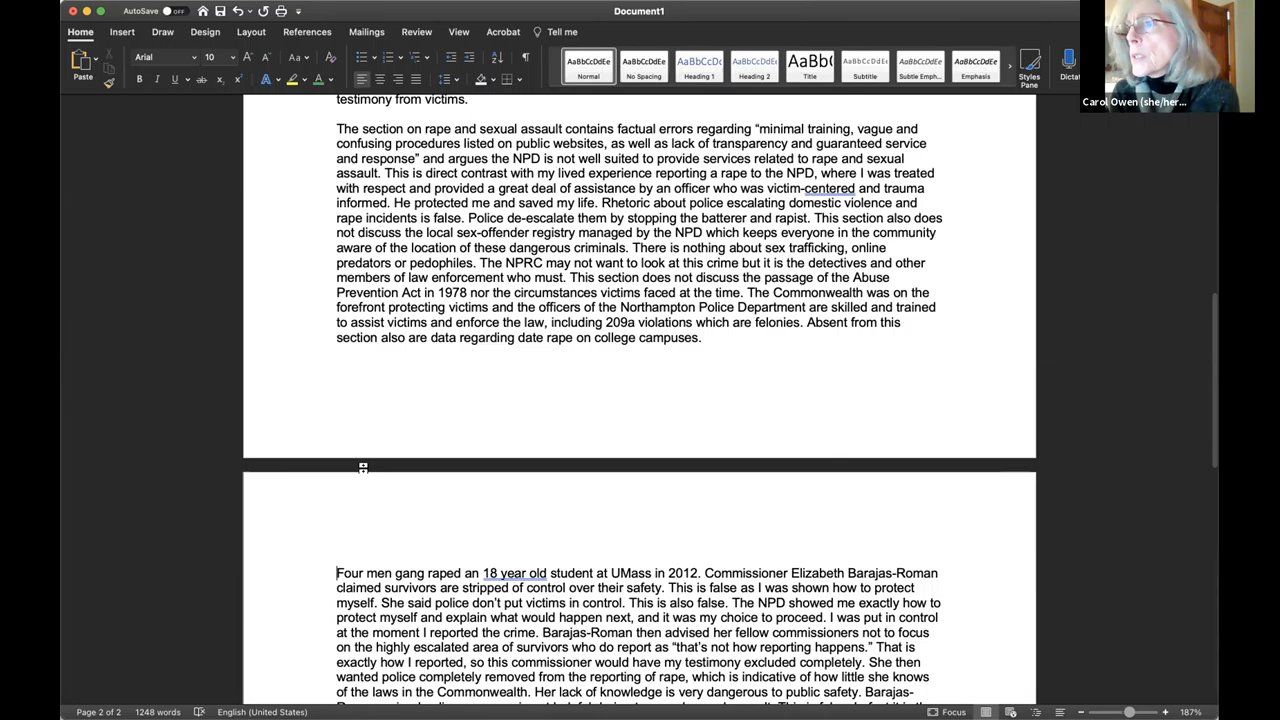 AutoSave OFF
Document1
Home Insert Draw Design Layout References Mailings Review View Acrobat Tell me
Paste
Arial 10
AaBbCcDdEe AaBbCcDdEe AaBbCcDdEe AaBbCcDdEe AaBb( AaBbCcDdEe AaBbCcDdEe AaBbCcDdEe
Normal No Spacing Heading 1 Heading 2 Title Subtitle Subtle Emph... Emphasis
Styles Pane
Dictat
Carol Owen (she/her...
testimony from victims.
The section on rape and sexual assault contains factual errors regarding “minimal training, vague and
confusing procedures listed on public websites, as well as lack of transparency and guaranteed service
and response” and argues the NPD is not well suited to provide services related to rape and sexual
assault. This is direct contrast with my lived experience reporting a rape to the NPD, where I was treated
with respect and provided a great deal of assistance by an officer who was victim-centered and trauma
informed. He protected me and saved my life. Rhetoric about police escalating domestic violence and
rape incidents is false. Police de-escalate them by stopping the batterer and rapist. This section also does
not discuss the local sex-offender registry managed by the NPD which keeps everyone in the community
aware of the location of these dangerous criminals. There is nothing about sex trafficking, online
predators or pedophiles. The NPRC may not want to look at this crime but it is the detectives and other
members of law enforcement who must. This section does not discuss the passage of the Abuse
Prevention Act in 1978 nor the circumstances victims faced at the time. The Commonwealth was on the
forefront protecting victims and the officers of the Northampton Police Department are skilled and trained
to assist victims and enforce the law, including 209a violations which are felonies. Absent from this
section also are data regarding date rape on college campuses.
Four men gang raped an 18 year old student at UMass in 2012. Commissioner Elizabeth Barajas-Roman
claimed survivors are stripped of control over their safety. This is false as I was shown how to protect
myself. She said police don’t put victims in control. This is also false. The NPD showed me exactly how to
protect myself and explain what would happen next, and it was my choice to proceed. I was put in control
at the moment I reported the crime. Barajas-Roman then advised her fellow commissioners not to focus
on the highly escalated area of survivors who do report as “that’s not how reporting happens.” That is
exactly how I reported, so this commissioner would have my testimony excluded completely. She then
wanted police completely removed from the reporting of rape, which is indicative of how little she knows
of the laws in the Commonwealth. Her lack of knowledge is very dangerous to public safety. Barajas-
Page 2 of 2 1248 words English (United States) Focus 187%